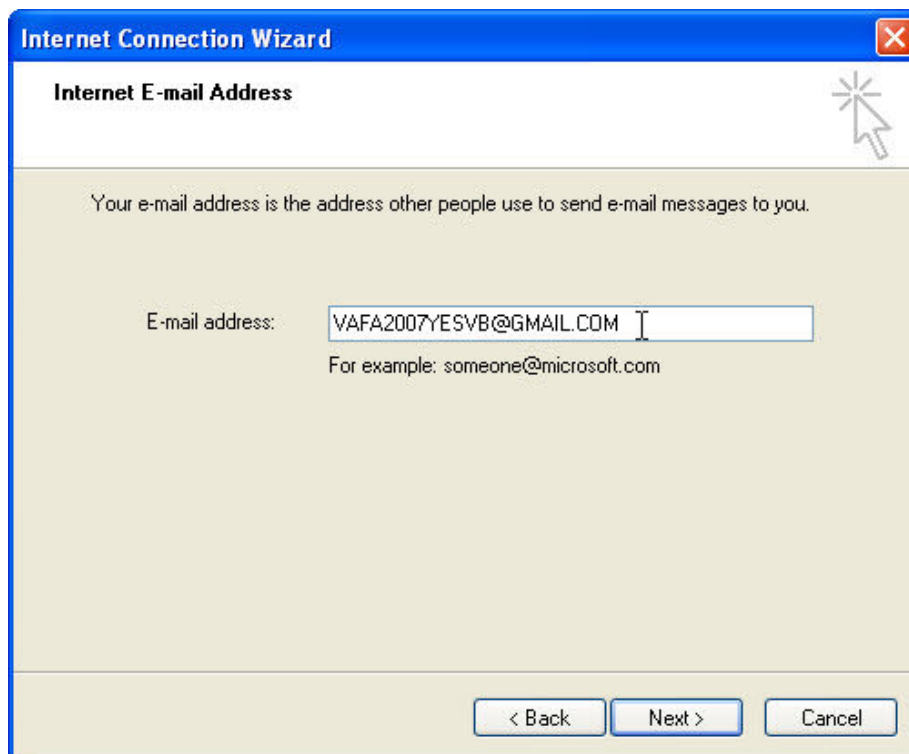 Internet Connection Wizard
Internet E-mail Address
Your e-mail address is the address other people use to send e-mail messages to you.
E-mail address: VAFA2007YESVB@GMAIL.COM
For example: someone@microsoft.com
< Back Next > Cancel